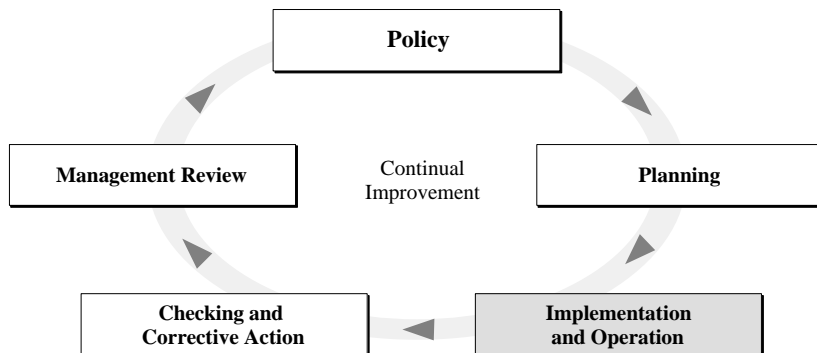 Policy
Management Review
Continual
Improvement
Planning
Checking and
Corrective Action
Implementation
and Operation